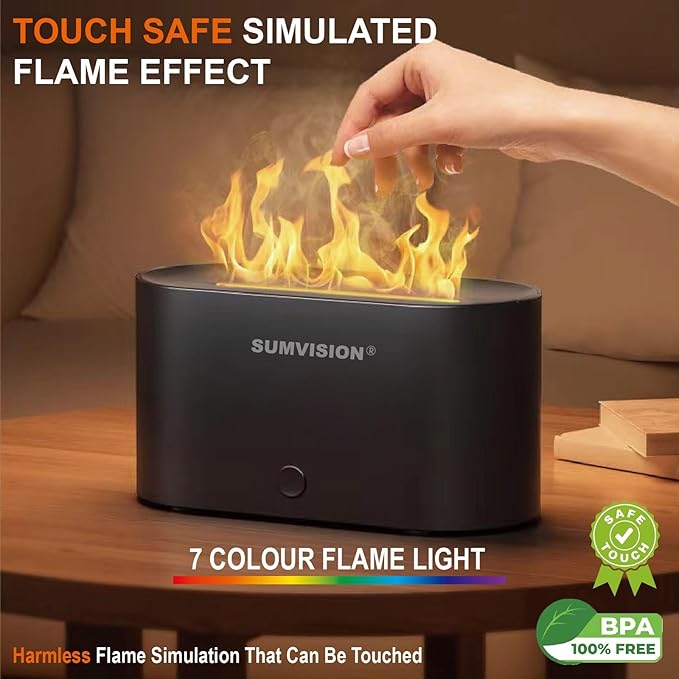 TOUCH SAFE SIMULATED
FLAME EFFECT
SUMVISION®
7 COLOUR FLAME LIGHT
SAFE
TOUCH
BPA
100% FREE
Harmless Flame Simulation That Can Be Touched